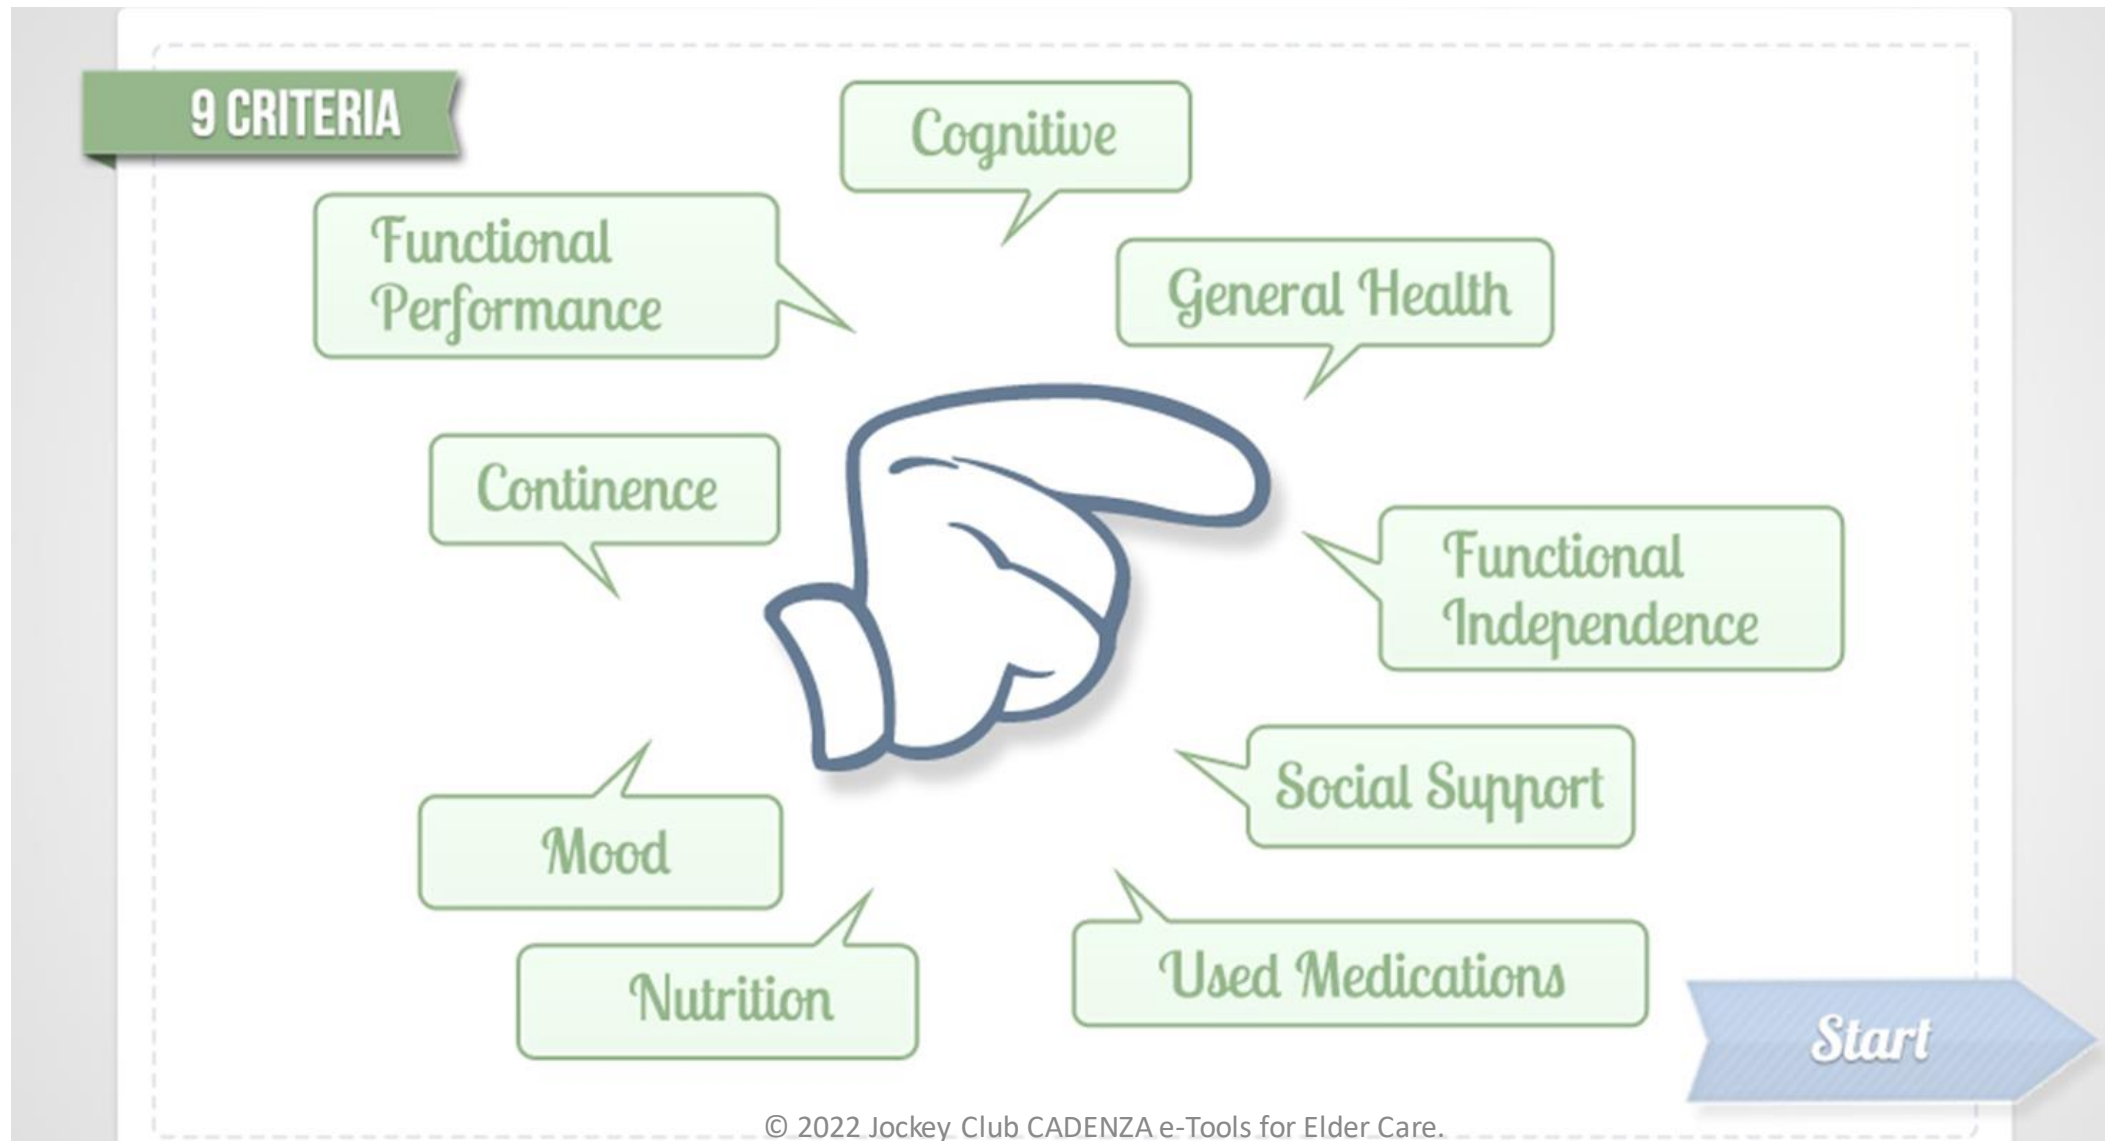 9 CRITERIA
Cognitive
Functional
Performance
General Health
Continence
Functional
Independence
Social Support
Mood
Used Medications
Nutrition
Start
© 2022 Jockey Club CADENZA e-Tools for Elder Care.